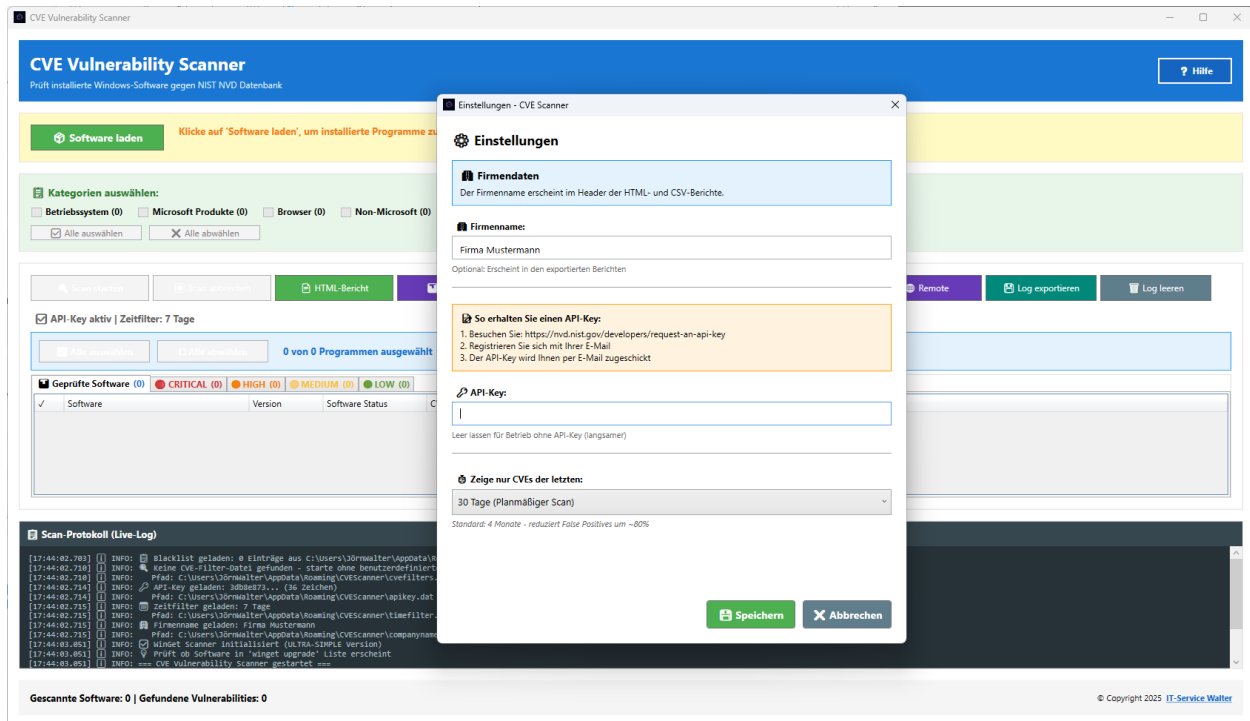 CVE Vulnerability Scanner
CVE Vulnerability Scanner
Prüft installierte Windows-Software gegen NIST NVD Datenbank
? Hilfe
Software laden
Klicke auf 'Software laden', um installierte Programme zu
Kategorien auswählen:
Betriebssystem (0) Microsoft Produkte (0) Browser (0) Non-Microsoft (0)
Alle auswählen Alle abwählen
Scan starten Scan abbrechen HTML-Bericht Remote Log exportieren Log leeren
API-Key aktiv | Zeitfilter: 7 Tage
Alle auswählen Alle abwählen 0 von 0 Programmen ausgewählt
Geprüfte Software (0) CRITICAL (0) HIGH (0) MEDIUM (0) LOW (0)
✓ Software Version Software Status C
Scan-Protokoll (Live-Log)
[17:44:02.703] [i] INFO: Blacklist geladen: 0 Einträge aus C:\Users\JörnWalter\AppData\R
[17:44:02.710] [i] INFO: Keine CVE-Filter-Datei gefunden - starte ohne benutzerdefiniert
[17:44:02.710] [i] INFO: Pfad: C:\Users\JörnWalter\AppData\Roaming\CVEScanner\cvefilters.
[17:44:02.714] [i] INFO: API-Key geladen: 3db8e873... (36 Zeichen)
[17:44:02.714] [i] INFO: Pfad: C:\Users\JörnWalter\AppData\Roaming\CVEScanner\apikey.dat
[17:44:02.715] [i] INFO: Zeitfilter geladen: 7 Tage
[17:44:02.715] [i] INFO: Pfad: C:\Users\JörnWalter\AppData\Roaming\CVEScanner\timefilter.
[17:44:02.715] [i] INFO: Firmenname geladen: Firma Mustermann
[17:44:02.715] [i] INFO: Pfad: C:\Users\JörnWalter\AppData\Roaming\CVEScanner\companyname
[17:44:03.051] [i] INFO: WinGet Scanner initialisiert (ULTRA-SIMPLE Version)
[17:44:03.051] [i] INFO: Prüft ob Software in 'winget upgrade' Liste erscheint
[17:44:03.051] [i] INFO: === CVE Vulnerability Scanner gestartet ===
Gescannte Software: 0 | Gefundene Vulnerabilities: 0
© Copyright 2025 IT-Service Walter
Einstellungen - CVE Scanner
Einstellungen
Firmendaten
Der Firmenname erscheint im Header der HTML- und CSV-Berichte.
Firmenname:
Firma Mustermann
Optional: Erscheint in den exportierten Berichten
So erhalten Sie einen API-Key:
1. Besuchen Sie: https://nvd.nist.gov/developers/request-an-api-key
2. Registrieren Sie sich mit Ihrer E-Mail
3. Der API-Key wird Ihnen per E-Mail zugeschickt
API-Key:
Leer lassen für Betrieb ohne API-Key (langsamer)
Zeige nur CVEs der letzten:
30 Tage (Planmäßiger Scan)
Standard: 4 Monate - reduziert False Positives um ~80%
Speichern Abbrechen